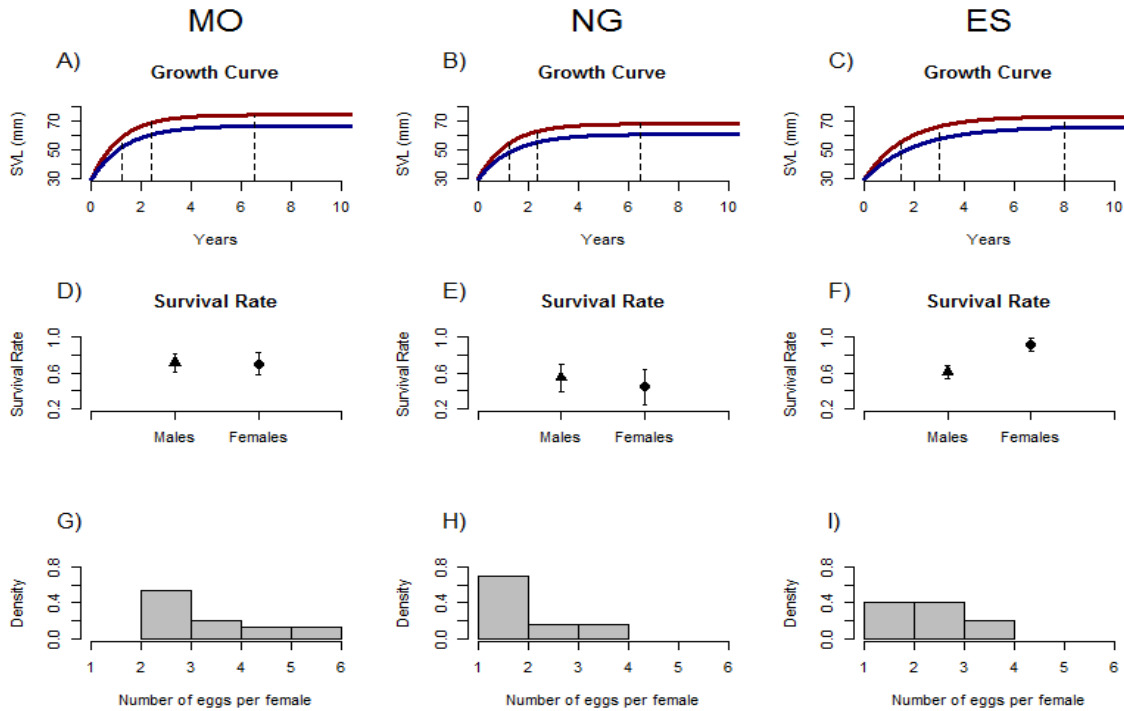 MO NG ES
A) B) C)
Growth Curve Growth Curve Growth Curve
SVL (mm) 30 50 70 SVL (mm) 30 50 70 SVL (mm) 30 50 70
0 2 4 6 8 10 0 2 4 6 8 10 0 2 4 6 8 10
Years Years Years
D) E) F)
Survival Rate Survival Rate Survival Rate
Survival Rate 0.2 0.6 1.0 Survival Rate 0.2 0.6 1.0 Survival Rate 0.2 0.6 1.0
Males Females Males Females Males Females
G) H) I)
Density 0.0 0.4 0.8 Density 0.0 0.4 0.8 Density 0.0 0.4 0.8
1 2 3 4 5 6 1 2 3 4 5 6 1 2 3 4 5 6
Number of eggs per female Number of eggs per female Number of eggs per female